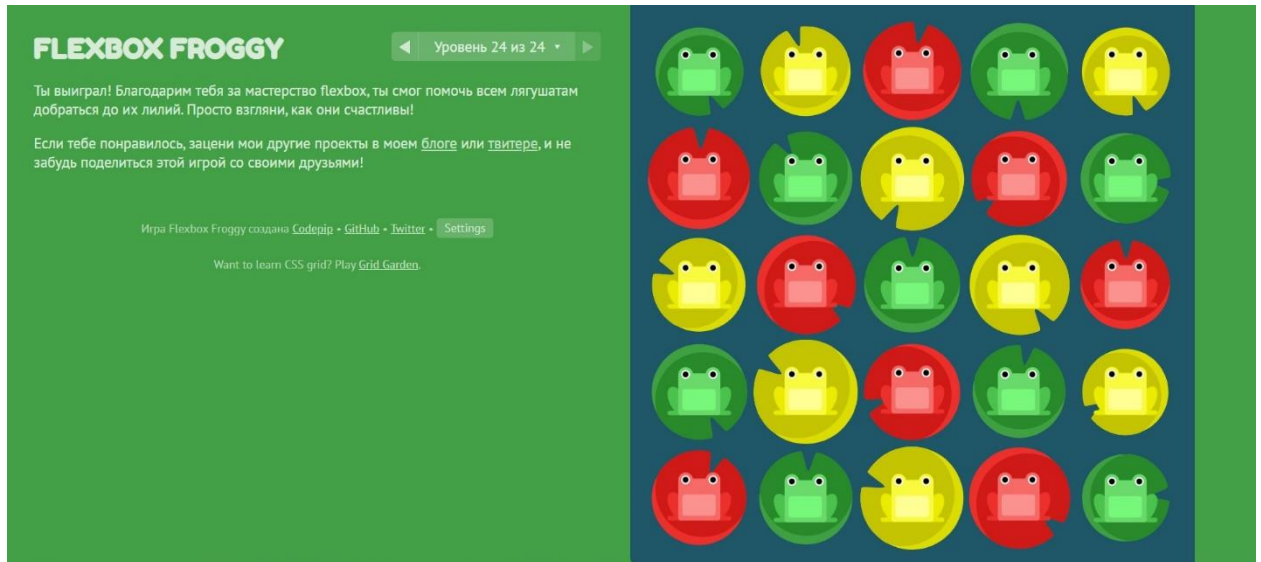 FLEXBOX FROGGY
Уровень 24 из 24
Ты выиграл! Благодарим тебя за мастерство flexbox, ты смог помочь всем лягушатам
добраться до их лилий. Просто взгляни, как они счастливы!
Если тебе понравилось, зацени мои другие проекты в моем блоге или твитере, и не
забудь поделиться этой игрой со своими друзьями!
Игра Flexbox Froggy создана Codepip • GitHub • Twitter • Settings
Want to learn CSS grid? Play Grid Garden.